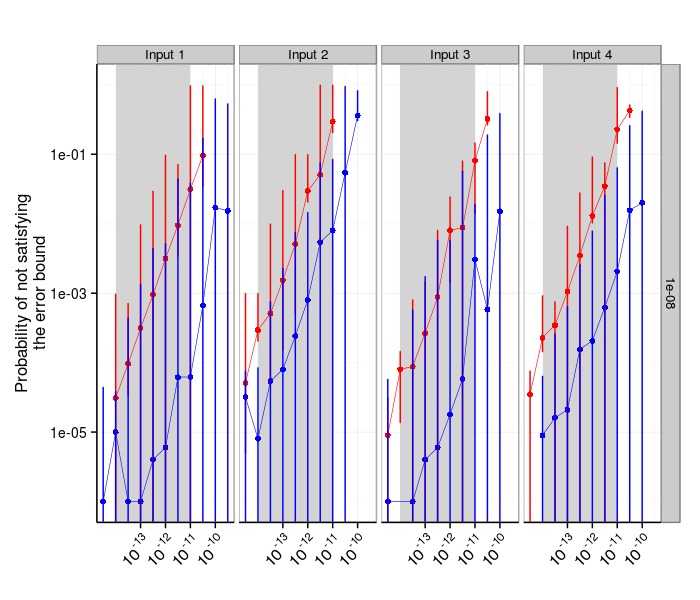 Input 1
Input 2
Input 3
Input 4
Probability of not satisfying
the error bound
1e-01
1e-03
1e-05
1e-08
10^-13
10^-12
10^-11
10^-10
10^-13
10^-12
10^-11
10^-10
10^-13
10^-12
10^-11
10^-10
10^-13
10^-12
10^-11
10^-10